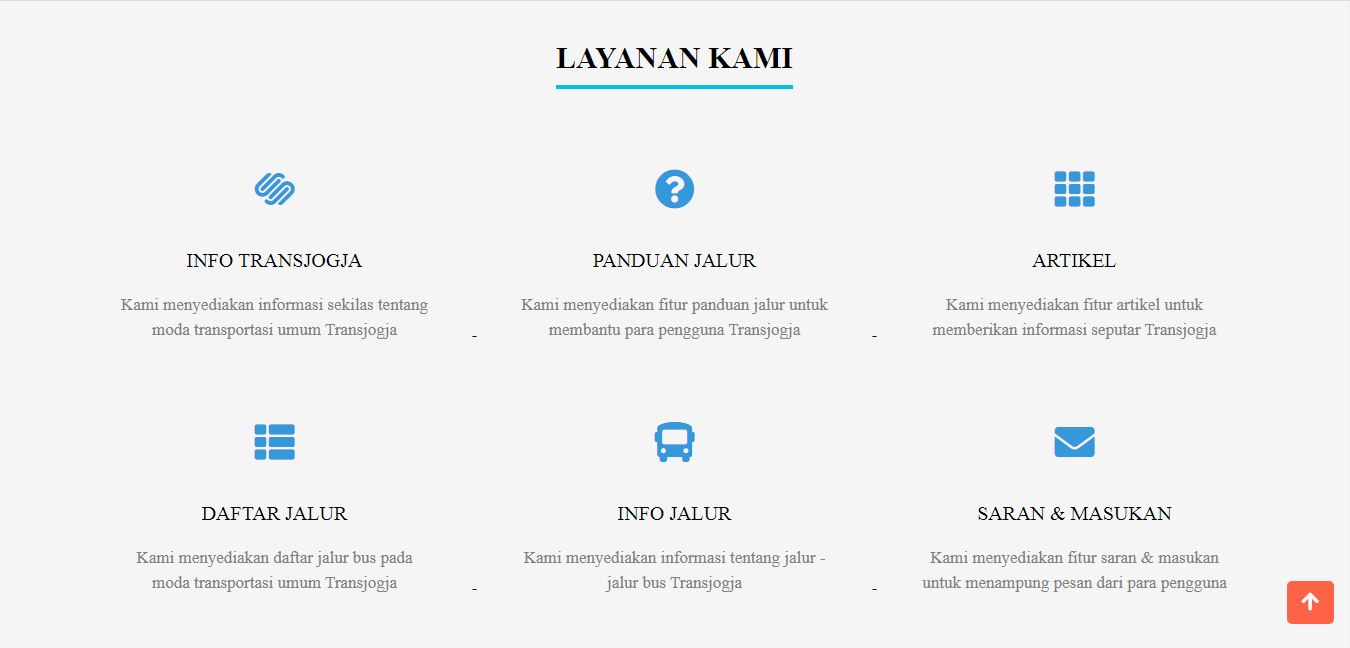 LAYANAN KAMI
INFO TRANSJOGJA
Kami menyediakan informasi sekilas tentang
moda transportasi umum Transjogja
-
PANDUAN JALUR
Kami menyediakan fitur panduan jalur untuk
membantu para pengguna Transjogja
-
ARTIKEL
Kami menyediakan fitur artikel untuk
memberikan informasi seputar Transjogja
DAFTAR JALUR
Kami menyediakan daftar jalur bus pada
moda transportasi umum Transjogja
-
INFO JALUR
Kami menyediakan informasi tentang jalur -
jalur bus Transjogja
-
SARAN & MASUKAN
Kami menyediakan fitur saran & masukan
untuk menampung pesan dari para pengguna